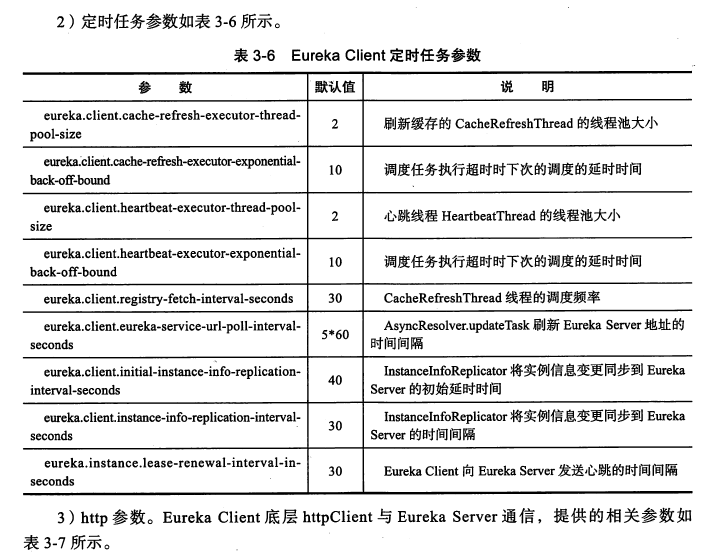 2）定时任务参数如表 3-6 所示。
表 3-6 Eureka Client 定时任务参数
参 数 默认值 说 明
eureka.client.cache-refresh-executor-thread-
pool-size
2
刷新缓存的 CacheRefreshThread 的线程池大小
eureka.client.cache-refresh-executor-exponential-
back-off-bound
10
调度任务执行超时时下次的调度的延时时间
eureka.client.heartbeat-executor-thread-pool-
size
2
心跳线程 HeartbeatThread 的线程池大小
eureka.client.heartbeat-executor-exponential-
back-off-bound
10
调度任务执行超时时下次的调度的延时时间
eureka.client.registry-fetch-interval-seconds 30 CacheRefreshThread 线程的调度频率
eureka.client.eureka-service-url-poll-interval-
seconds
5*60
AsyncResolver.updateTask 刷新 Eureka Server 地址的
时间间隔
eureka.client.initial-instance-info-replication-
interval-seconds
40
InstanceInfoReplicator 将实例信息变更同步到 Eureka
Server 的初始延时时间
eureka.client.instance-info-replication-interval-
seconds
30
InstanceInfoReplicator 将实例信息变更同步到 Eureka
Server 的时间间隔
eureka.instance.lease-renewal-interval-in-
seconds
30
Eureka Client 向 Eureka Server 发送心跳的时间间隔
3）http 参数。Eureka Client 底层 httpClient 与 Eureka Server 通信，提供的相关参数如
表 3-7 所示。